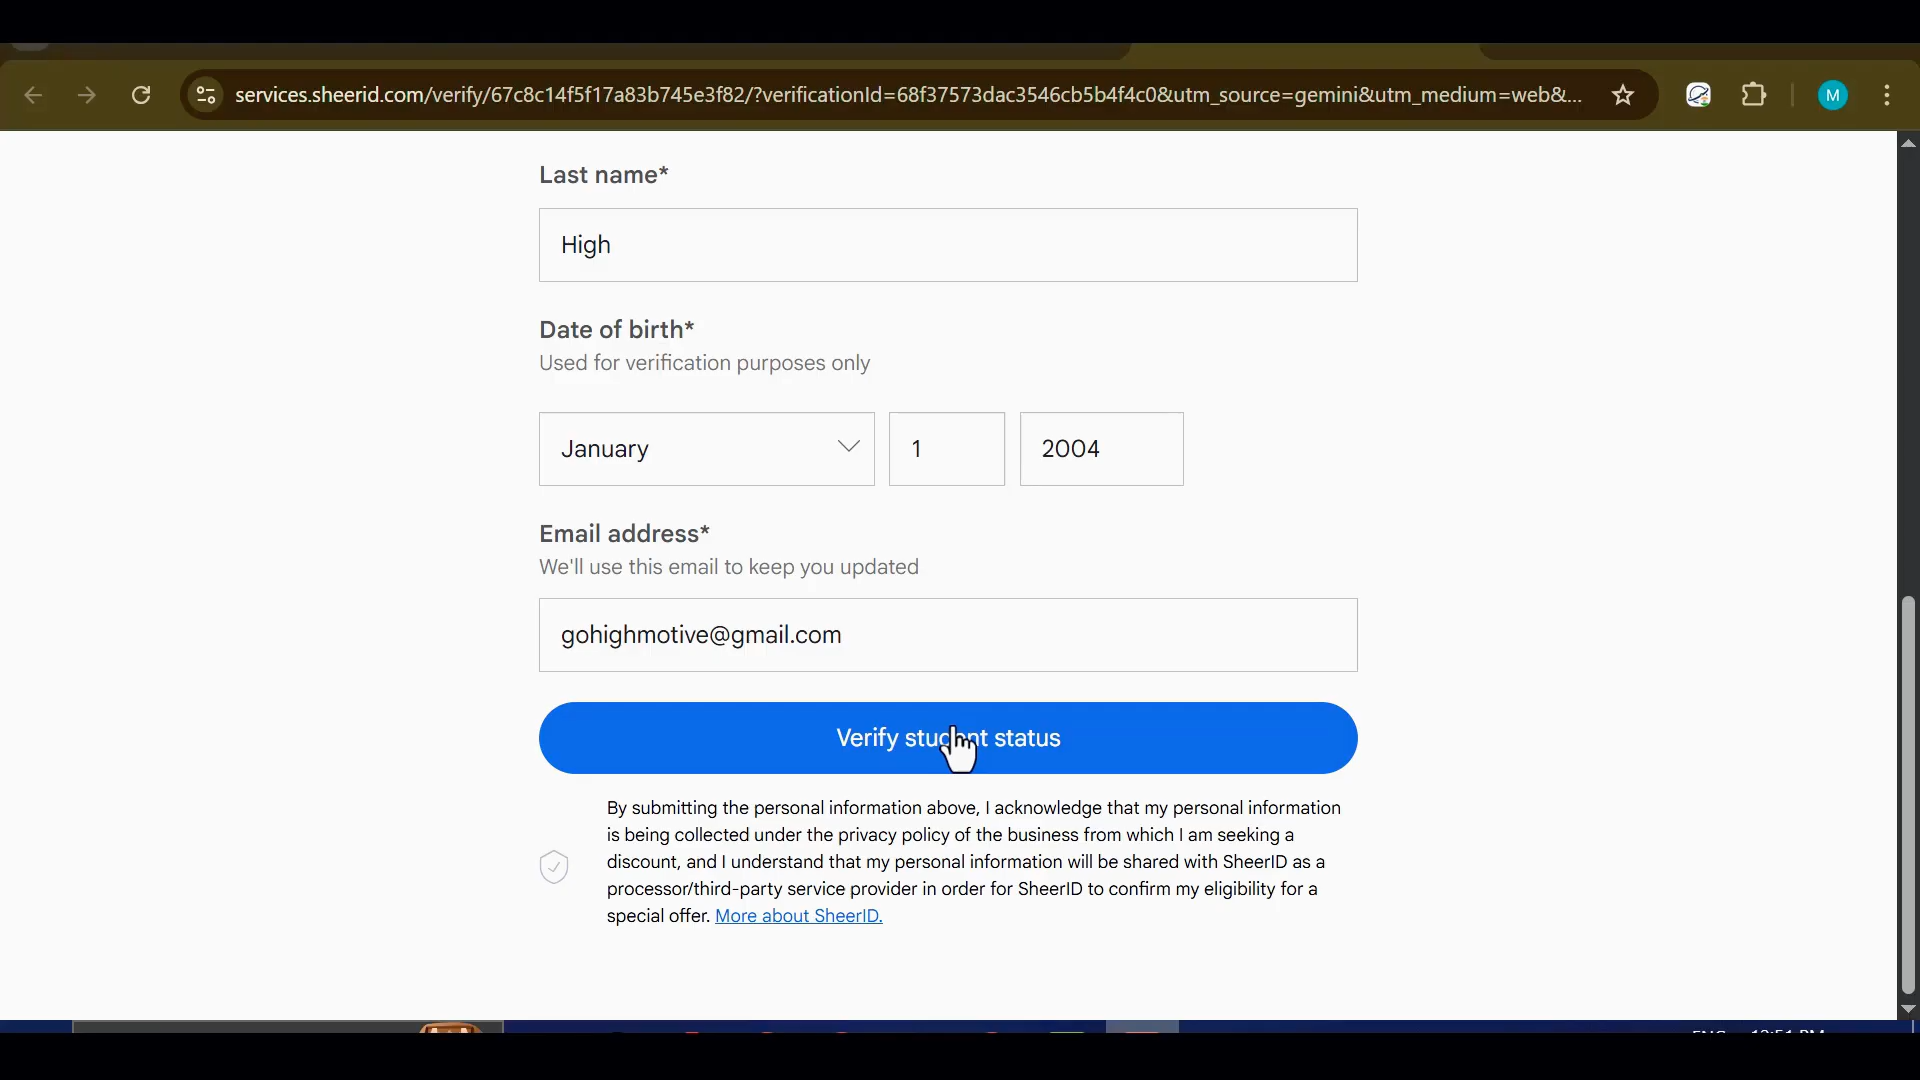 services.sheerid.com/verify/67c8c14f5f17a83b745e3f82/?verificationId=68f37573dac3546cb5b4f4c0&utm_source=gemini&utm_medium=web&...
M
Last name*
High
Date of birth*
Used for verification purposes only
January
1
2004
Email address*
We'll use this email to keep you updated
gohighmotive@gmail.com
Verify student status
By submitting the personal information above, I acknowledge that my personal information
is being collected under the privacy policy of the business from which I am seeking a
discount, and I understand that my personal information will be shared with SheerID as a
processor/third-party service provider in order for SheerID to confirm my eligibility for a
special offer. More about SheerID.